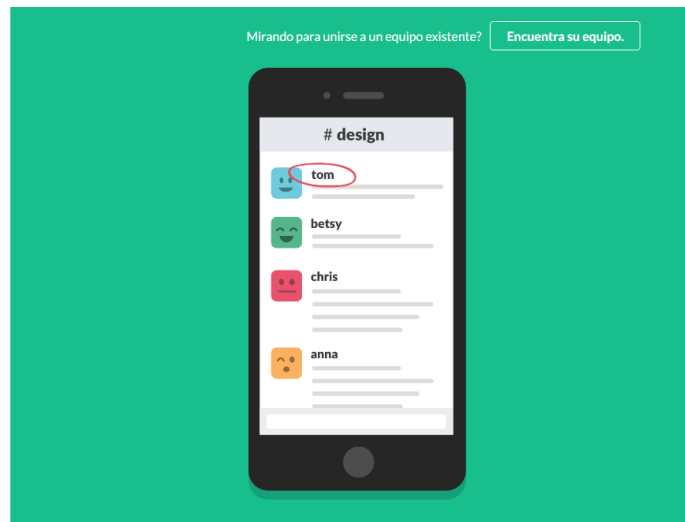 Mirando para unirse a un equipo existente? Encuentra su equipo.
# design
tom
betsy
chris
anna